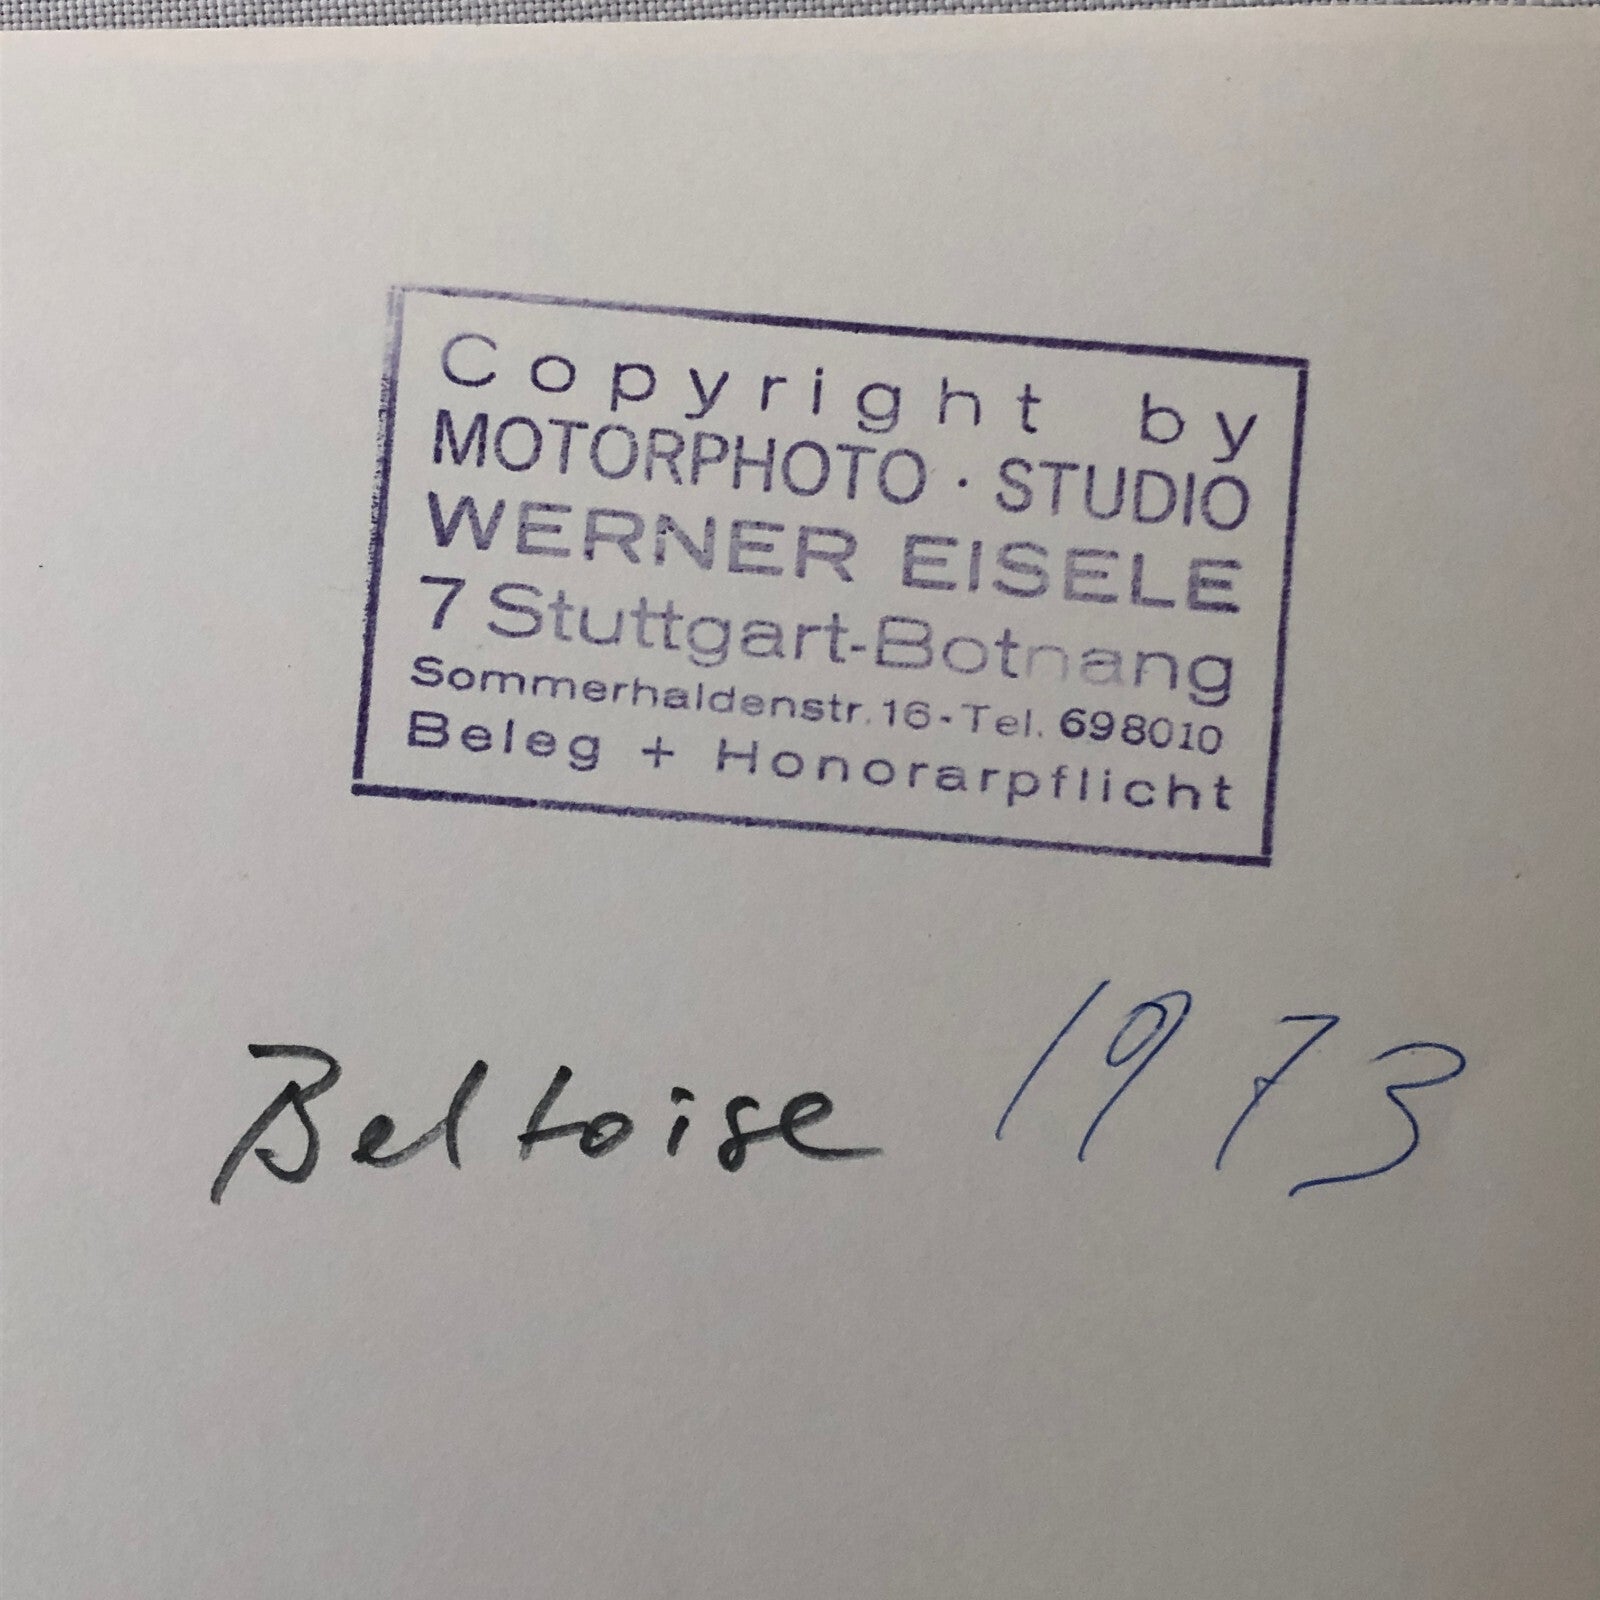 Copyright by
MOTORPHOTO · STUDIO
WERNER EISELE
7 Stuttgart-Botnang
Sommerhaldenstr. 16-Tel. 698010
Beleg + Honorarpflicht
Beltoise 1973